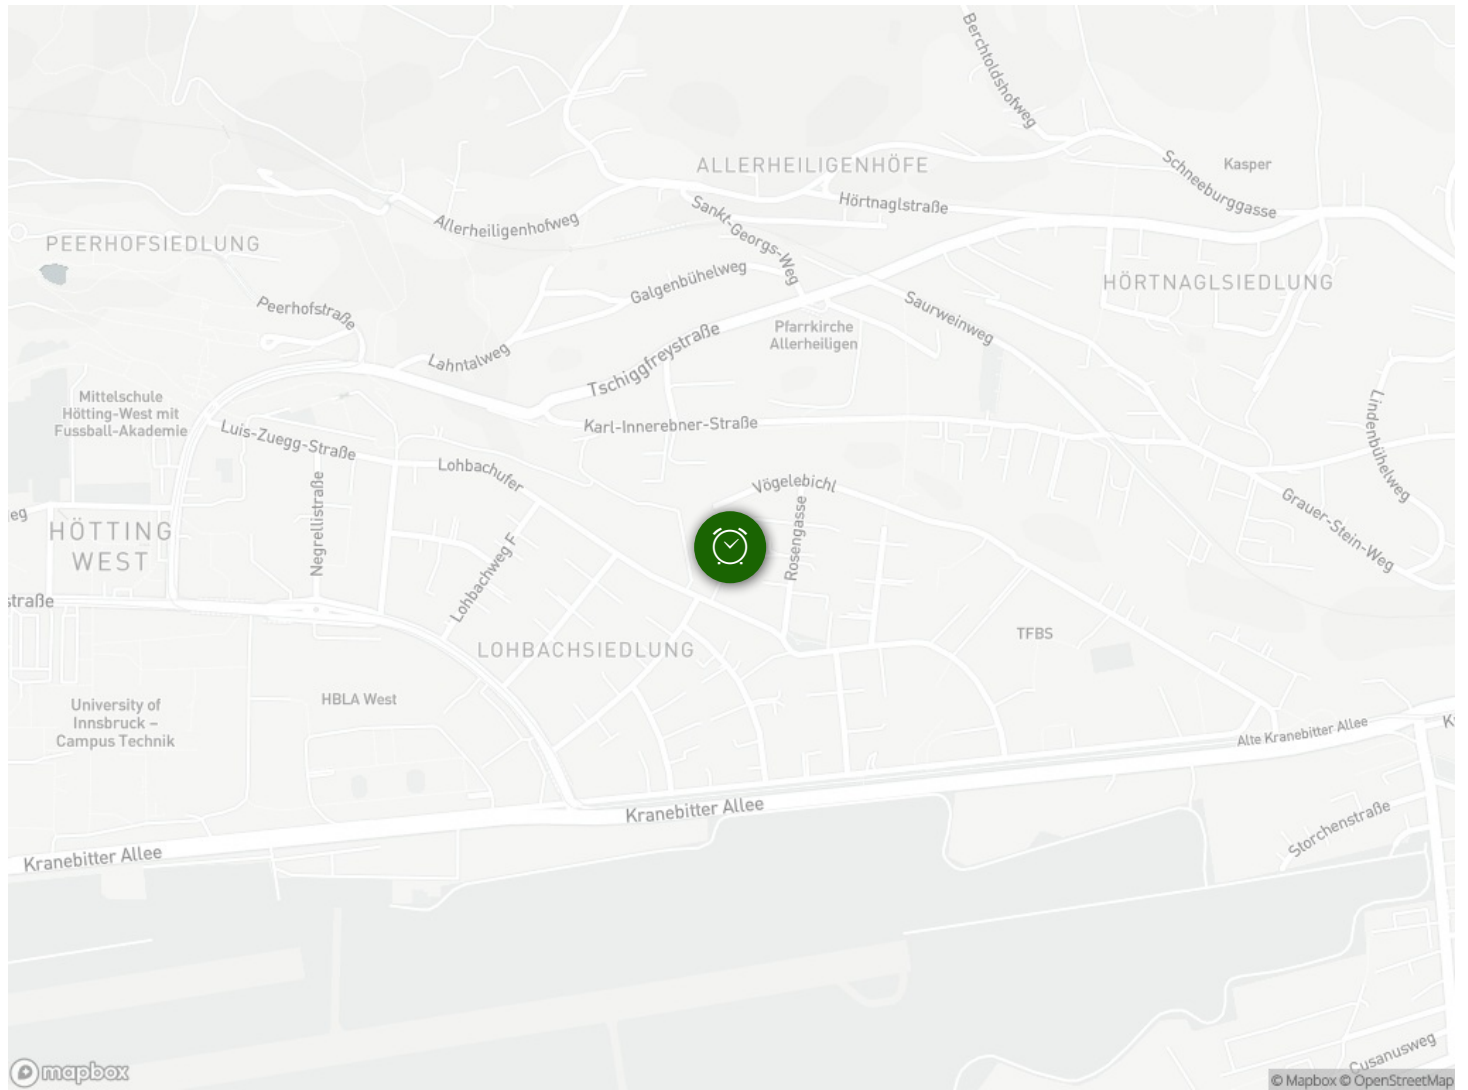 Berchtoldshofweg
ALLERHEILIGENHÖFE
Kasper
Schneeburggasse
Hörtnaglstraße
Sankt-Georgs-Weg
Allerheiligenhofweg
PEERHOFSIEDLUNG
Galgenbühelweg
HÖRTNAGLSIEDLUNG
Peerhofstraße
Saurweinweg
Pfarrkirche
Allerheiligen
Lahntalweg
Tschiggfreystraße
Mittelschule
Hötting-West mit
Fussball-Akademie
Luis-Zuegg-Straße
Karl-Innerebner-Straße
Lindenbühelweg
Lohbachufer
Vögelebichl
Grauer-Stein-Weg
eg
HÖTTING
WEST
Negrellistraße
Rosengasse
Lohbachweg F
straße
LOHBACHSIEDLUNG
TFBS
HBLA West
University of
Innsbruck –
Campus Technik
Alte Kranebitter Allee
K
Kranebitter Allee
Storchenstraße
Kranebitter Allee
Cusanusweg
mapbox
© Mapbox © OpenStreetMap